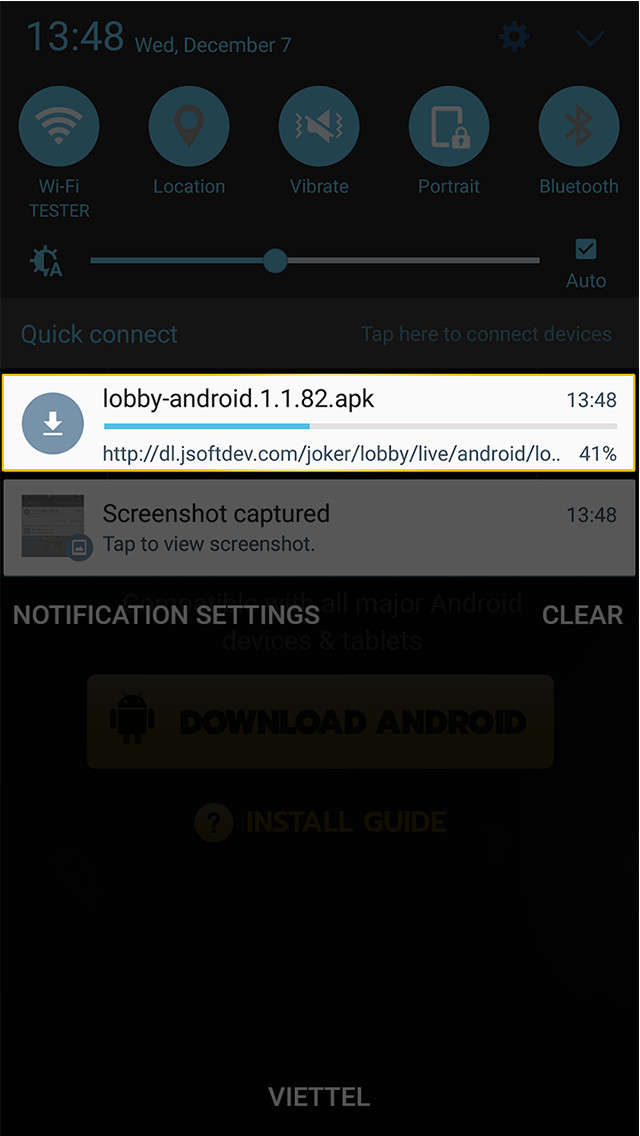 13:48 Wed, December 7
Wi-Fi
TESTER
Location
Vibrate
Portrait
Bluetooth
A
Auto
Quick connect
Tap here to connect devices
lobby-android.1.1.82.apk 13:48
http://dl.jsoftdev.com/joker/lobby/live/android/lo.. 41%
Screenshot captured 13:48
Tap to view screenshot.
Compatible with all major Android
NOTIFICATION SETTINGS CLEAR
devices & tablets
DOWNLOAD ANDROID
? INSTALL GUIDE
VIETTEL